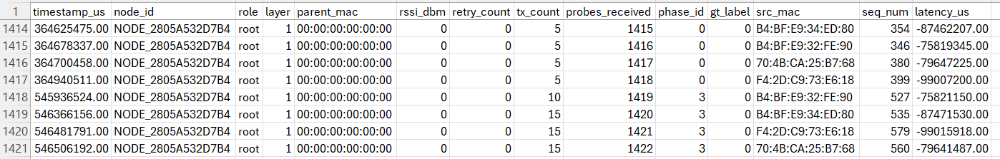 1 timestamp_us node_id role layer parent_mac rssi_dbm retry_count tx_count probes_received phase_id gt_label src_mac seq_num latency_us
1414 364625475.00 NODE_2805A532D7B4 root 1 00:00:00:00:00:00 0 0 5 1415 0 0 B4:BF:E9:34:ED:80 354 -87462207.00
1415 364678337.00 NODE_2805A532D7B4 root 1 00:00:00:00:00:00 0 0 5 1416 0 0 B4:BF:E9:32:FE:90 346 -75819345.00
1416 364700458.00 NODE_2805A532D7B4 root 1 00:00:00:00:00:00 0 0 5 1417 0 0 70:4B:CA:25:B7:68 380 -79647225.00
1417 364940511.00 NODE_2805A532D7B4 root 1 00:00:00:00:00:00 0 0 5 1418 0 0 F4:2D:C9:73:E6:18 399 -99007200.00
1418 545936524.00 NODE_2805A532D7B4 root 1 00:00:00:00:00:00 0 0 10 1419 3 0 B4:BF:E9:32:FE:90 527 -75821150.00
1419 546366156.00 NODE_2805A532D7B4 root 1 00:00:00:00:00:00 0 0 15 1420 3 0 B4:BF:E9:34:ED:80 535 -87471530.00
1420 546481791.00 NODE_2805A532D7B4 root 1 00:00:00:00:00:00 0 0 15 1421 3 0 F4:2D:C9:73:E6:18 579 -99015918.00
1421 546506192.00 NODE_2805A532D7B4 root 1 00:00:00:00:00:00 0 0 15 1422 3 0 70:4B:CA:25:B7:68 560 -79641487.00